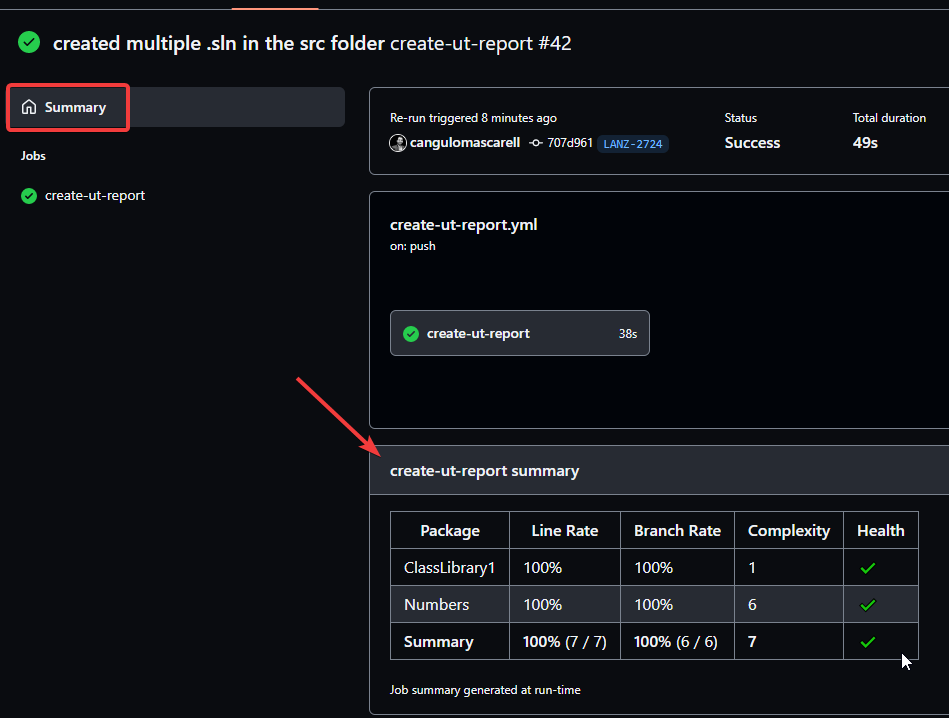 created multiple .sln in the src folder create-ut-report #42
Summary
Jobs
create-ut-report
Re-run triggered 8 minutes ago
cangulomascarell 707d961 LANZ-2724
Status
Success
Total duration
49s
create-ut-report.yml
on: push
create-ut-report 38s
create-ut-report summary
Package Line Rate Branch Rate Complexity Health
ClassLibrary1 100% 100% 1
Numbers 100% 100% 6
Summary 100% (7 / 7) 100% (6 / 6) 7
Job summary generated at run-time